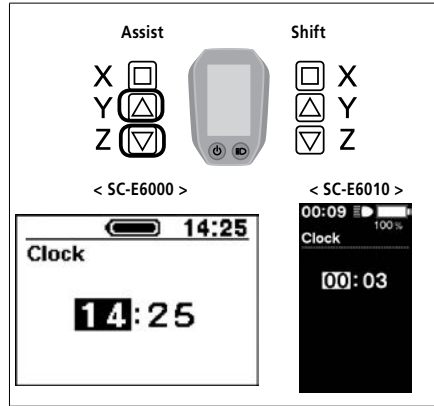 Assist Shift
X X
Y Y
Z Z
< SC-E6000 > < SC-E6010 >
14:25 00:09
100%
Clock Clock
14:25 00:03